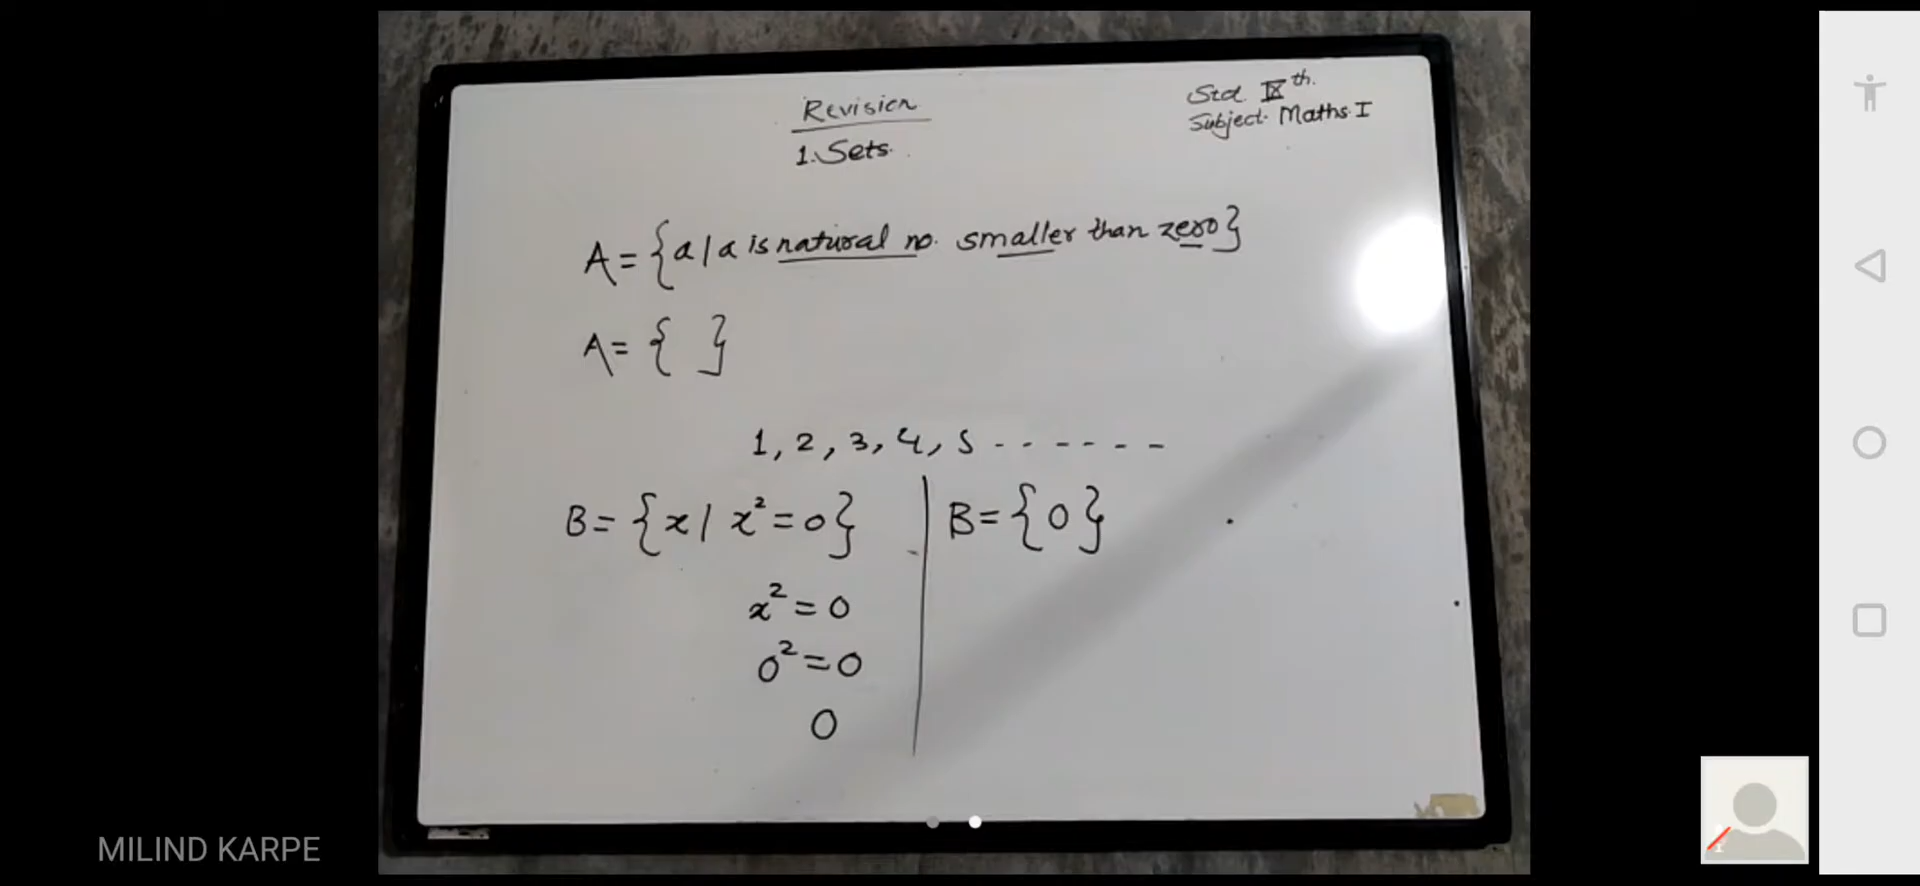 Revision
1. Sets.
Std IXth.
Subject- Maths-I
A = {a / a is natural no. smaller than zero}
A = { }
1, 2, 3, 4, 5 - - - - - -
B = {x / x² = 0}
x² = 0
0² = 0
0
B = {0}
MILIND KARPE